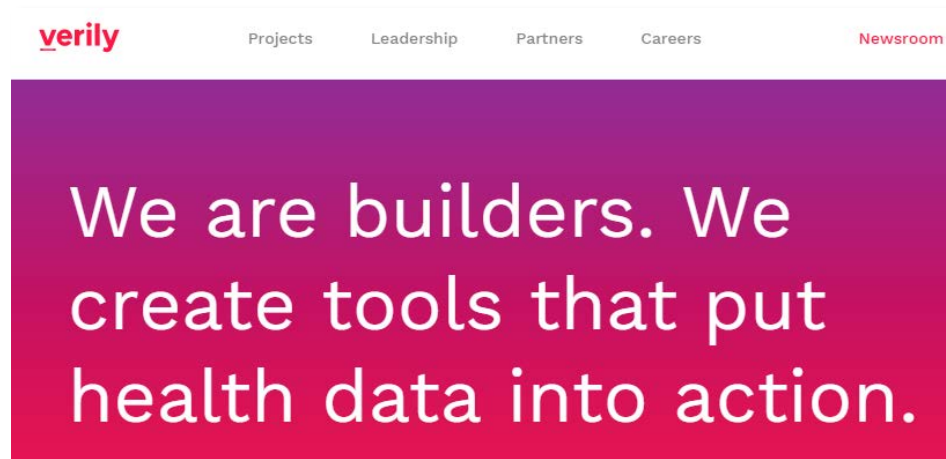 verily Projects Leadership Partners Careers Newsroom
We are builders. We
create tools that put
health data into action.